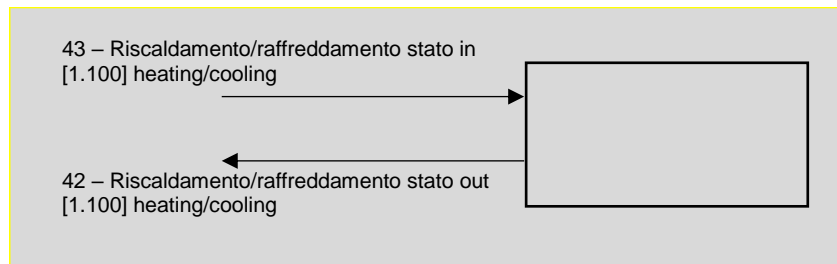 43 – Riscaldamento/raffreddamento stato in
[1.100] heating/cooling
42 – Riscaldamento/raffreddamento stato out
[1.100] heating/cooling